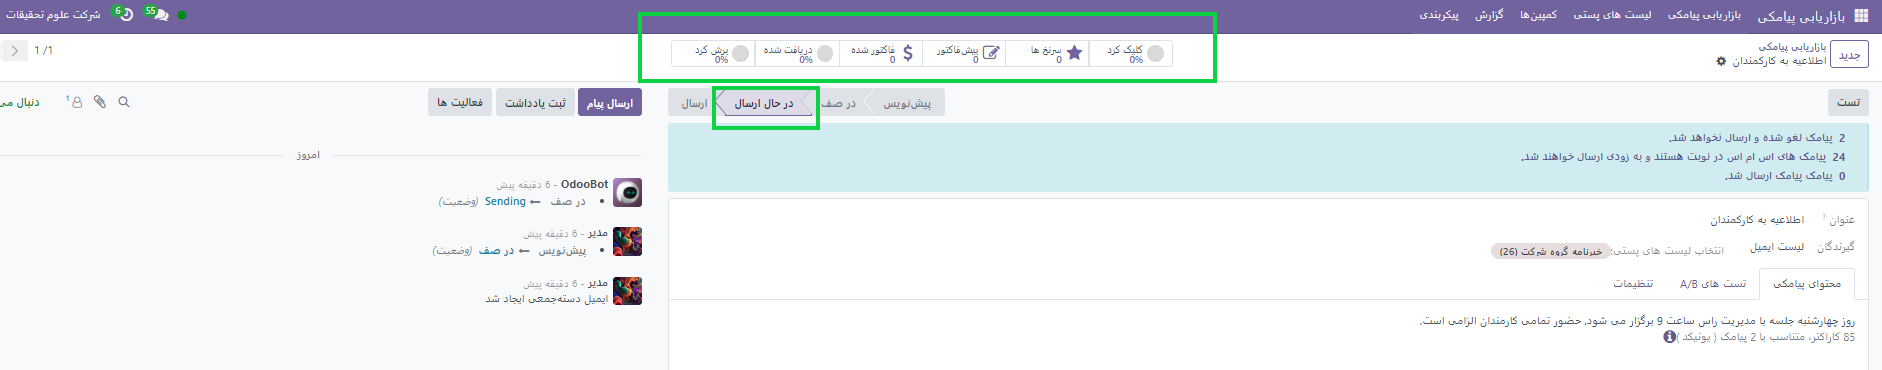 بازاریابی پیامکی بازاریابی پیامکی لیست های پستی کمپین‌ها گزارش پیکربندی 55 6 شرکت علوم تحقیقات
جدید بازاریابی پیامکی
اطلاعیه به کارکنمدان
کلیک کرد 0%
سرنخ ها 0
پیش‌فاکتور 0
فاکتور شده 0
دریافت شده 0%
برش کرد 0%
1 / 1
تست
پیش‌نویس در صف در حال ارسال ارسال
2 پیامک لغو شده و ارسال نخواهد شد.
24 پیامک های اس ام اس در نوبت هستند و به زودی ارسال خواهند شد.
0 پیامک پیامک ارسال شد.
عنوان ? اطلاعیه به کارکمندان
گیرندگان لیست ایمیل انتخاب لیست های پستی: خبرنامه گروه شرکت (26)
محتوای پیامکی تست های A/B تنظیمات
روز چهارشنبه جلسه با مدیریت راس ساعت 9 برگزار می شود. حضور تمامی کارمندان الزامی است.
85 کاراکتر، متناسب با 2 پیامک ( یونیکد )
ارسال پیام ثبت یادداشت فعالیت ها 1 دنبال می
امروز
OdooBot - 6 دقیقه پیش
در صف ← Sending (وضعیت)
مدیر - 6 دقیقه پیش
پیش‌نویس ← در صف (وضعیت)
مدیر - 6 دقیقه پیش
ایمیل دسته‌جمعی ایجاد شد